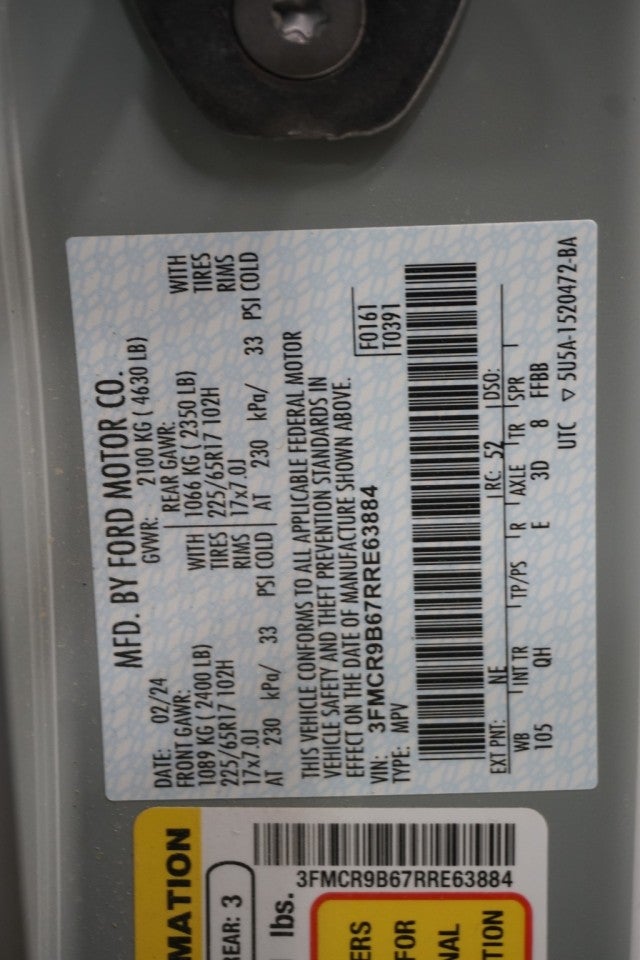 MFD. BY FORD MOTOR CO.
DATE: 02/24 GVWR: 2100 KG ( 4630 LB)
FRONT GAWR: REAR GAWR:
1089 KG ( 2400 LB) WITH 1066 KG ( 2350 LB) WITH
225/65R17 102H TIRES 225/65R17 102H TIRES
17x7.0J RIMS 17x7.0J RIMS
AT 230 kPa/ 33 PSI COLD AT 230 kPa/ 33 PSI COLD
THIS VEHICLE CONFORMS TO ALL APPLICABLE FEDERAL MOTOR
VEHICLE SAFETY AND THEFT PREVENTION STANDARDS IN
EFFECT ON THE DATE OF MANUFACTURE SHOWN ABOVE.
VIN: 3FMCR9B67RRE63884 F0161
TYPE: MPV T0391
EXT PNT: NE RC: 52 DSO:
WB INT TR TP/PS R AXLE TR SPR
105 QH E 3D 8 FFBB
UTC ▽ 5U5A-1520472-BA
3FMCR9B67RRE63884
MATION
EAR: 3
lbs.
ERS
FOR
NAL
TION